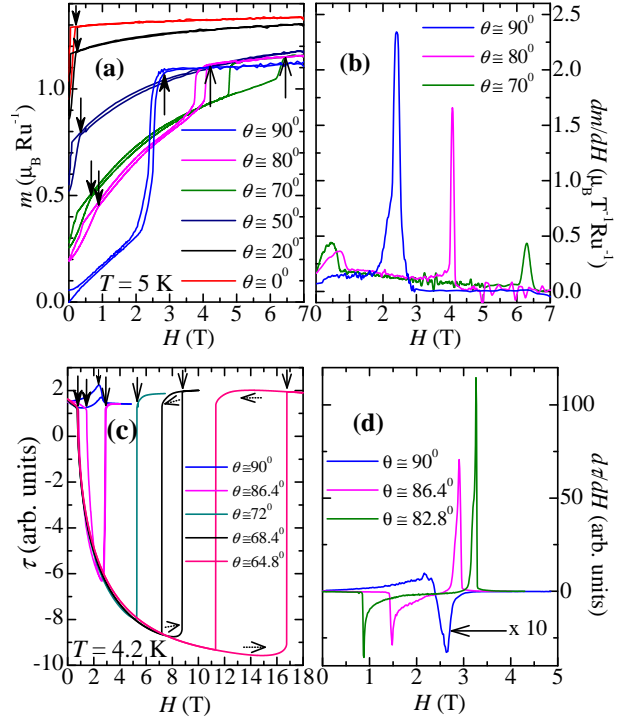 (a)
m (μB Ru⁻¹)
1.0
0.5
0.0
θ≅90⁰
θ≅80⁰
θ≅70⁰
θ≅50⁰
θ≅20⁰
θ≅0⁰
T = 5 K
0 1 2 3 4 5 6 7
H (T)
(b)
θ≅90⁰
θ≅80⁰
θ≅70⁰
2.5
2.0
1.5
1.0
0.5
0.0
dm/dH (μB T⁻¹Ru⁻¹)
0 1 2 3 4 5 6 7
H (T)
(c)
τ (arb. units)
2
0
-2
-4
-6
-8
-10
θ≅90⁰
θ≅86.4⁰
θ≅72⁰
θ≅68.4⁰
θ≅64.8⁰
T = 4.2 K
0 2 4 6 8 10 12 14 16 18
H (T)
(d)
θ≅90⁰
θ≅86.4⁰
θ≅82.8⁰
x 10
100
50
0
dτ/dH (arb. units)
0 1 2 3 4 5
H (T)